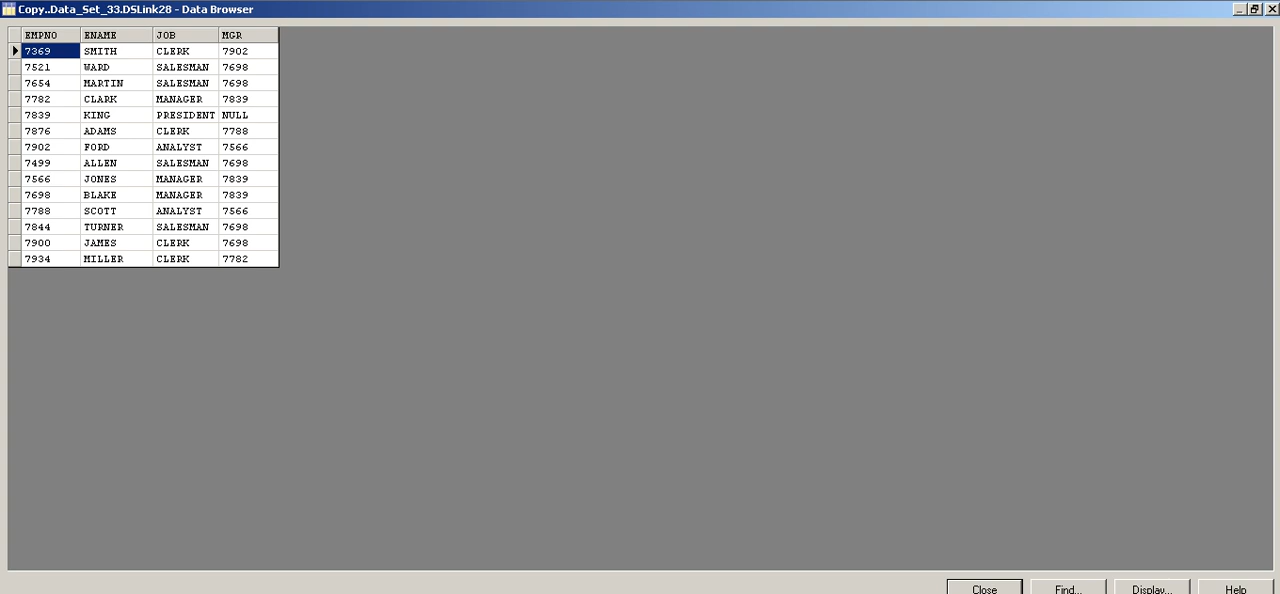 Copy..Data_Set_33.DSLink28 - Data Browser
EMPNO ENAME JOB MGR
7369 SMITH CLERK 7902
7521 WARD SALESMAN 7698
7654 MARTIN SALESMAN 7698
7782 CLARK MANAGER 7839
7839 KING PRESIDENT NULL
7876 ADAMS CLERK 7788
7902 FORD ANALYST 7566
7499 ALLEN SALESMAN 7698
7566 JONES MANAGER 7839
7698 BLAKE MANAGER 7839
7788 SCOTT ANALYST 7566
7844 TURNER SALESMAN 7698
7900 JAMES CLERK 7698
7934 MILLER CLERK 7782
Close Find... Display... Help